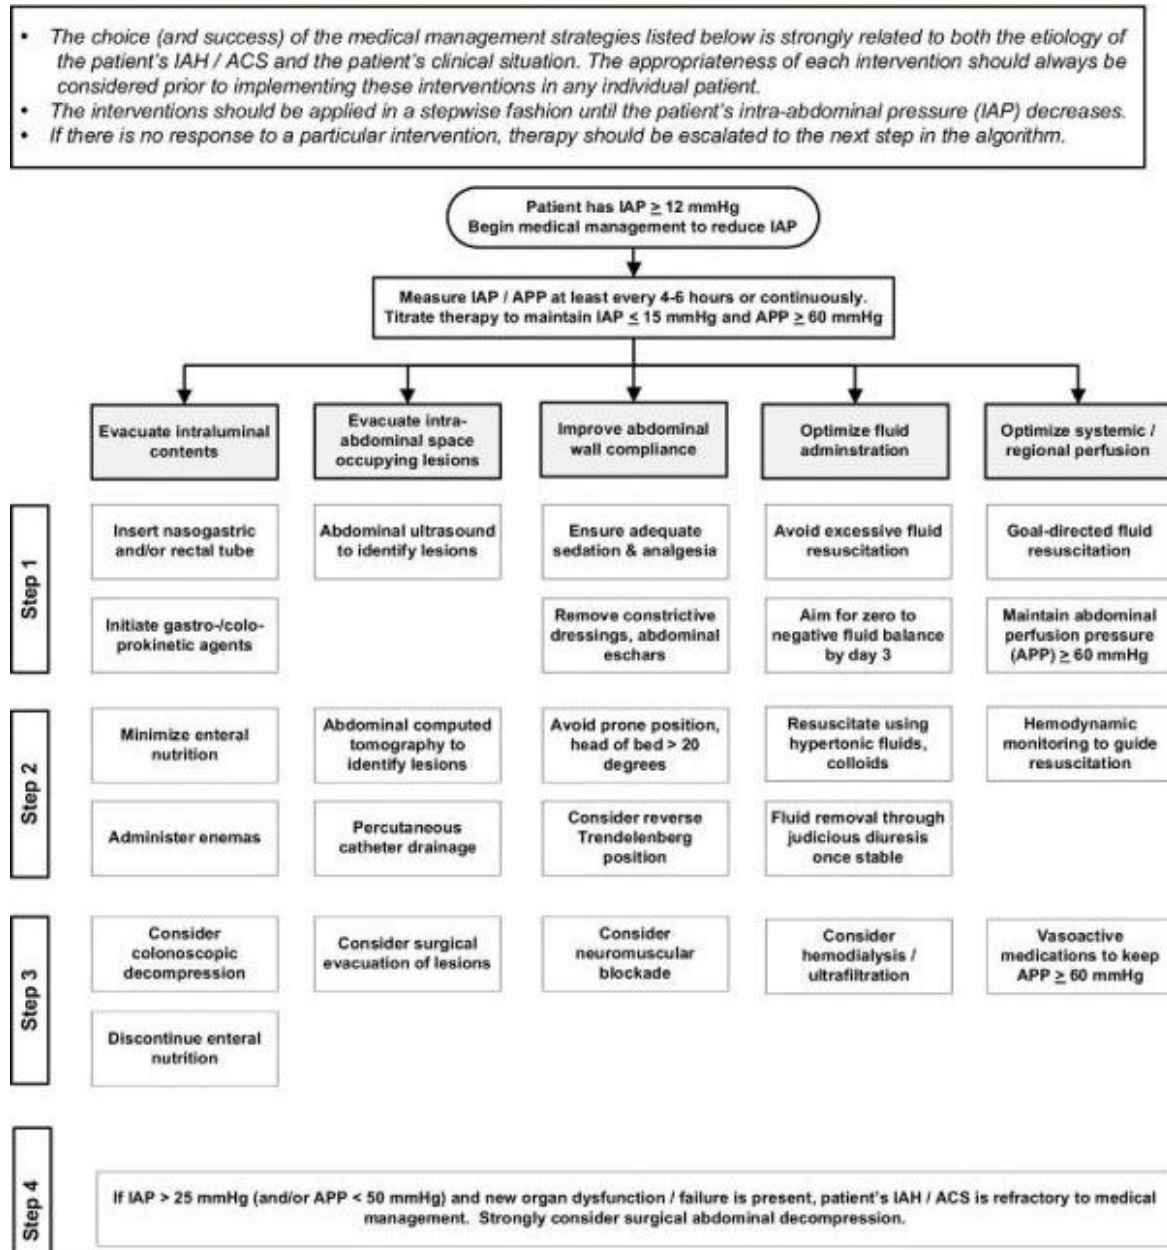 • The choice (and success) of the medical management strategies listed below is strongly related to both the etiology of
the patient's IAH / ACS and the patient's clinical situation. The appropriateness of each intervention should always be
considered prior to implementing these interventions in any individual patient.
• The interventions should be applied in a stepwise fashion until the patient's intra-abdominal pressure (IAP) decreases.
• If there is no response to a particular intervention, therapy should be escalated to the next step in the algorithm.
Patient has IAP ≥ 12 mmHg
Begin medical management to reduce IAP
Measure IAP / APP at least every 4-6 hours or continuously.
Titrate therapy to maintain IAP ≤ 15 mmHg and APP ≥ 60 mmHg
Evacuate intraluminal
contents
Evacuate intra-
abdominal space
occupying lesions
Improve abdominal
wall compliance
Optimize fluid
adminstration
Optimize systemic /
regional perfusion
Step 1
Insert nasogastric
and/or rectal tube
Abdominal ultrasound
to identify lesions
Ensure adequate
sedation & analgesia
Avoid excessive fluid
resuscitation
Goal-directed fluid
resuscitation
Initiate gastro-/colo-
prokinetic agents
Remove constrictive
dressings, abdominal
eschars
Aim for zero to
negative fluid balance
by day 3
Maintain abdominal
perfusion pressure
(APP) ≥ 60 mmHg
Step 2
Minimize enteral
nutrition
Abdominal computed
tomography to
identify lesions
Avoid prone position,
head of bed > 20
degrees
Resuscitate using
hypertonic fluids,
colloids
Hemodynamic
monitoring to guide
resuscitation
Administer enemas
Percutaneous
catheter drainage
Consider reverse
Trendelenberg
position
Fluid removal through
judicious diuresis
once stable
Step 3
Consider
colonoscopic
decompression
Consider surgical
evacuation of lesions
Consider
neuromuscular
blockade
Consider
hemodialysis /
ultrafiltration
Vasoactive
medications to keep
APP ≥ 60 mmHg
Discontinue enteral
nutrition
Step 4
If IAP > 25 mmHg (and/or APP < 50 mmHg) and new organ dysfunction / failure is present, patient's IAH / ACS is refractory to medical
management. Strongly consider surgical abdominal decompression.